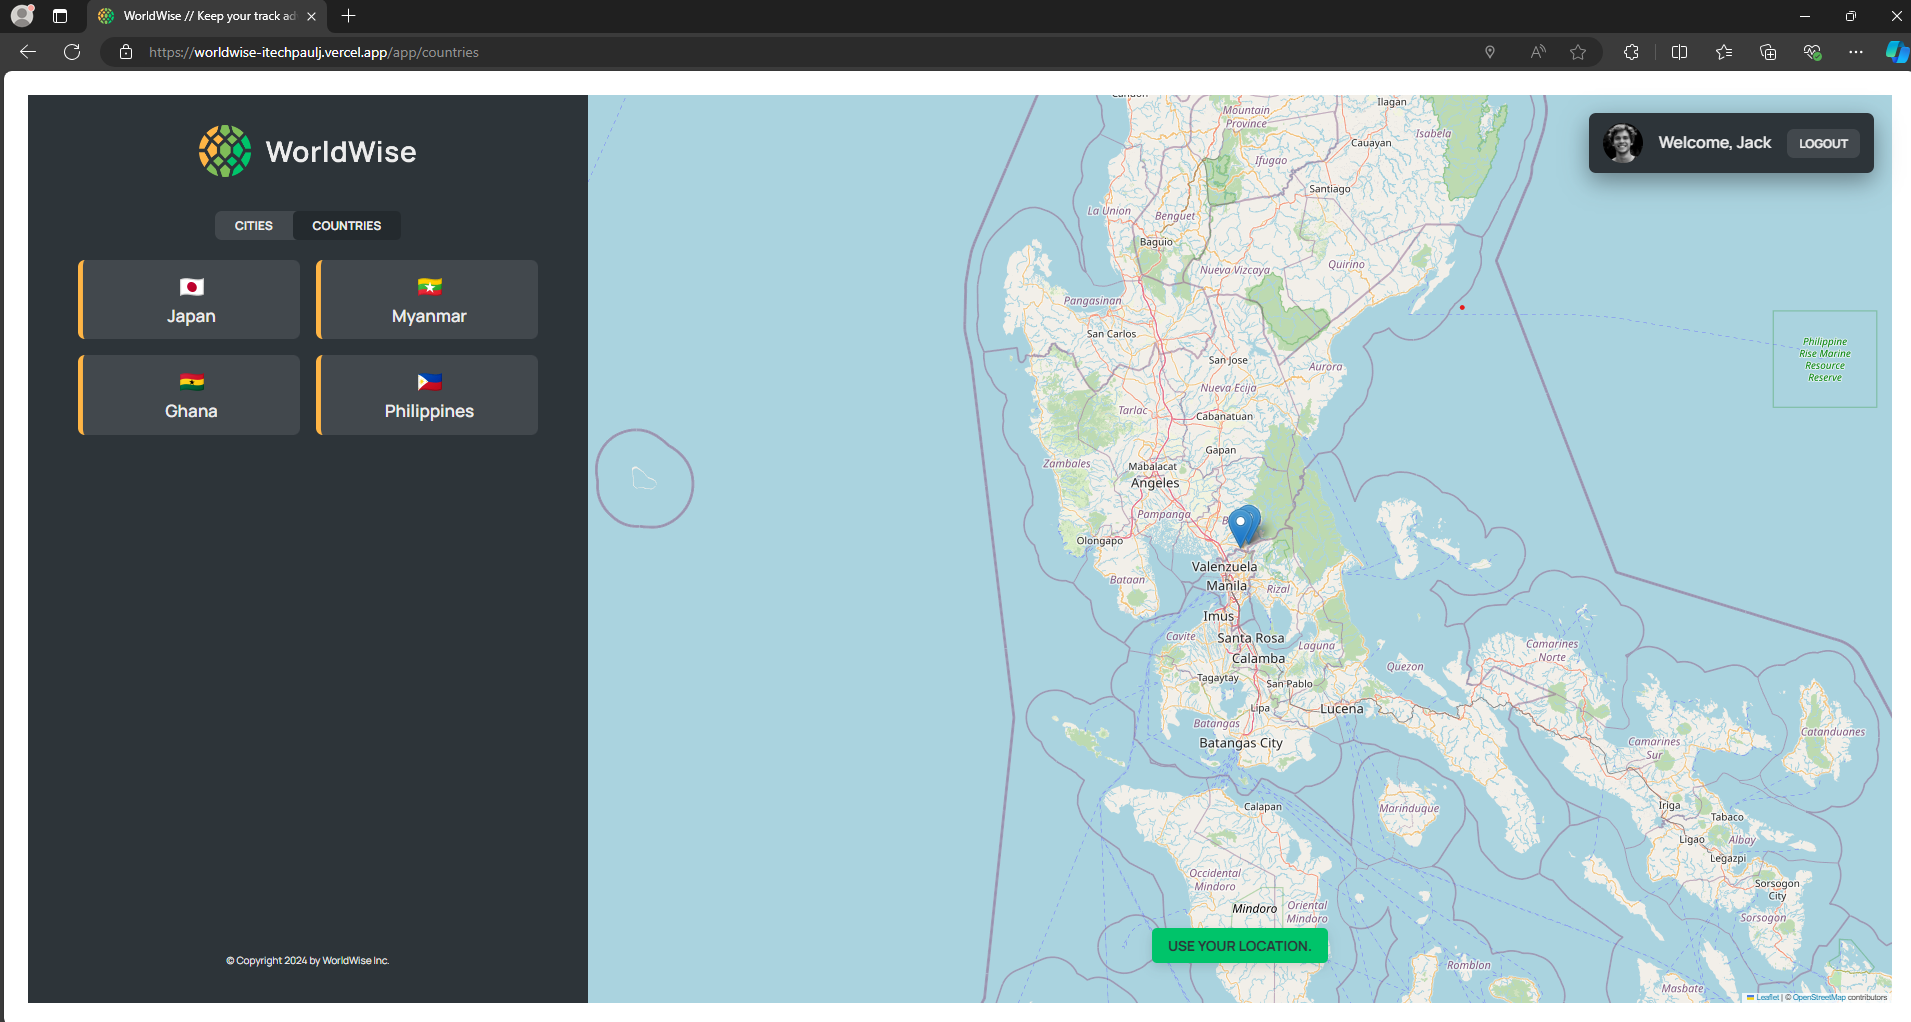 WorldWise // Keep your track ad
https://worldwise-itechpaulj.vercel.app/app/countries
WorldWise
CITIES
COUNTRIES
Japan
Myanmar
Ghana
Philippines
© Copyright 2024 by WorldWise Inc.
Welcome, Jack
LOGOUT
Ilagan
Mountain
Province
Isabela
Cauayan
Ifugao
Santiago
La Union
Benguet
Baguio
Nueva Vizcaya
Quirino
Pangasinan
San Carlos
San Jose
Aurora
Nueva Ecija
Tarlac
Cabanatuan
Gapan
Zambales
Mabalacat
Angeles
Pampanga
Olongapo
Valenzuela
Manila
Bataan
Rizal
Imus
Cavite
Santa Rosa
Laguna
Calamba
Tagaytay
San Pablo
Quezon
Lipa
Lucena
Batangas
Batangas City
Philippine
Rise Marine
Resource
Reserve
Camarines
Norte
Catanduanes
Camarines
Sur
Calapan
Marinduque
Iriga
Tabaco
Ligao
Albay
Legazpi
Occidental
Mindoro
Sorsogon
City
Mindoro
Oriental
Mindoro
Sorsogon
USE YOUR LOCATION.
Romblon
Masbate
Leaflet | © OpenStreetMap contributors